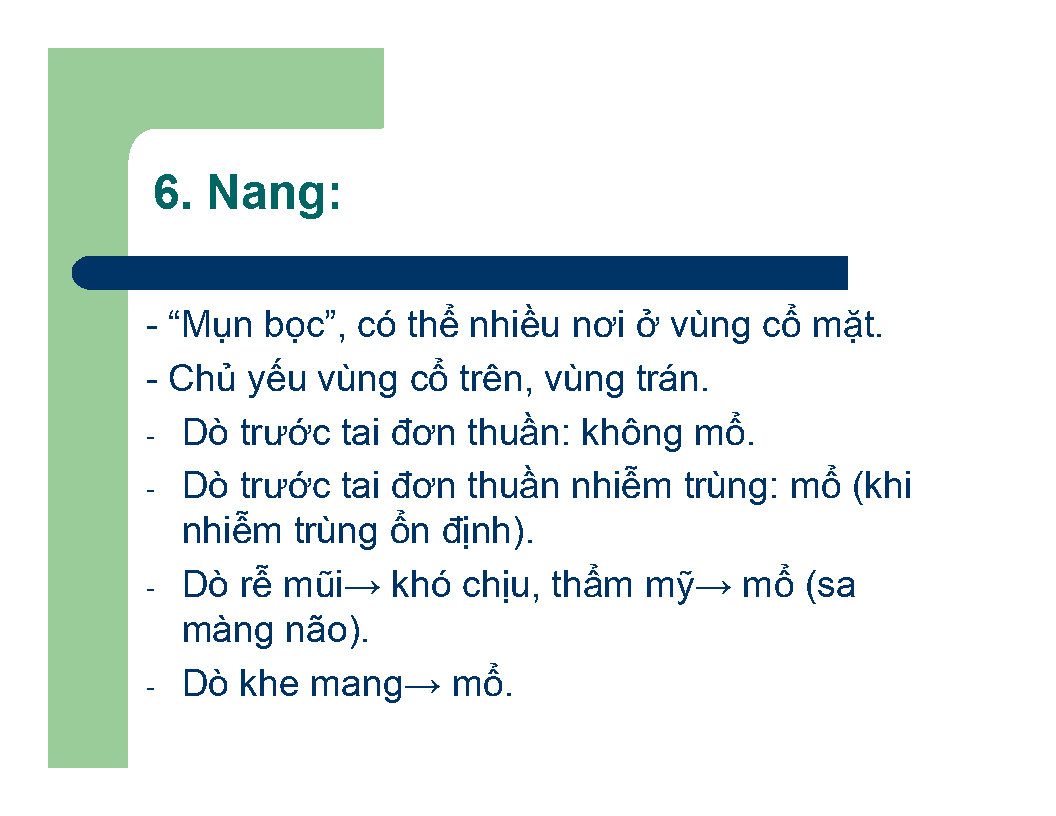 6. Nang:
- “Mụn bọc”, có thể nhiều nơi ở vùng cổ mặt.
- Chủ yếu vùng cổ trên, vùng trán.
- Dò trước tai đơn thuần: không mổ.
- Dò trước tai đơn thuần nhiễm trùng: mổ (khi
nhiễm trùng ổn định).
- Dò rễ mũi→ khó chịu, thẩm mỹ→ mổ (sa
màng não).
- Dò khe mang→ mổ.